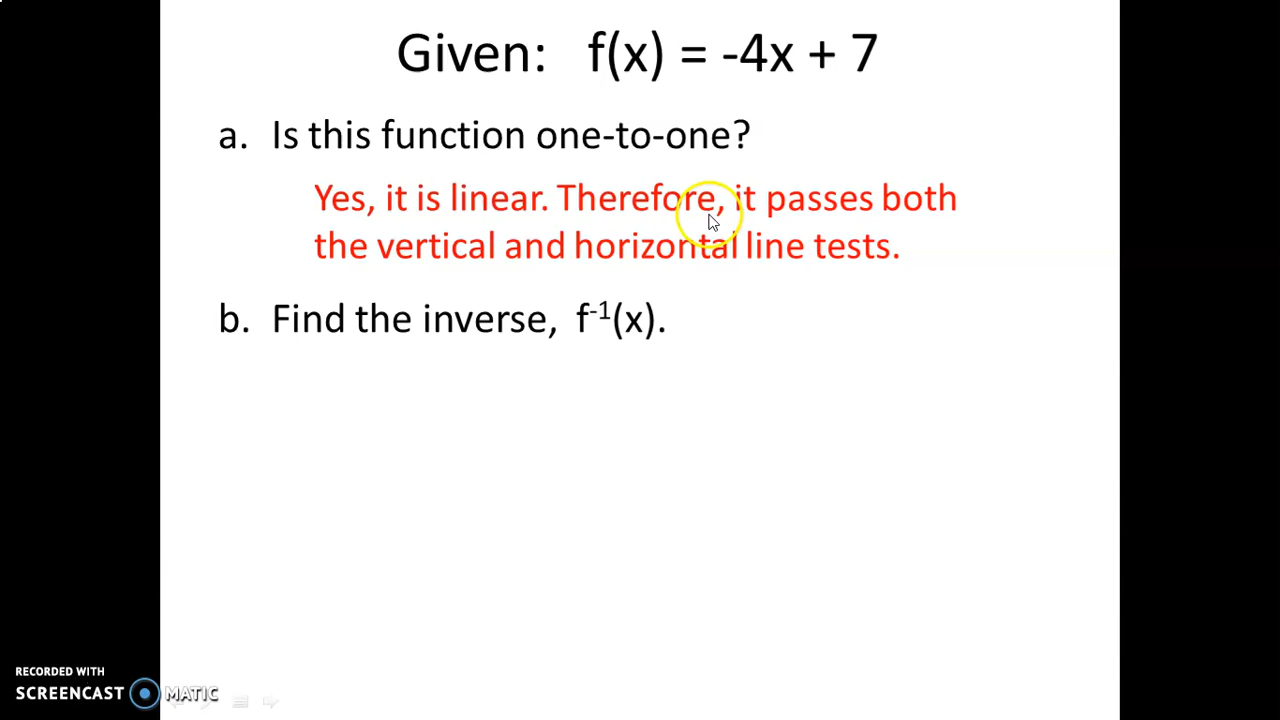 Given: f(x) = -4x + 7
a. Is this function one-to-one?
Yes, it is linear. Therefore, it passes both
the vertical and horizontal line tests.
b. Find the inverse, f⁻¹(x).
RECORDED WITH
SCREENCAST MATIC